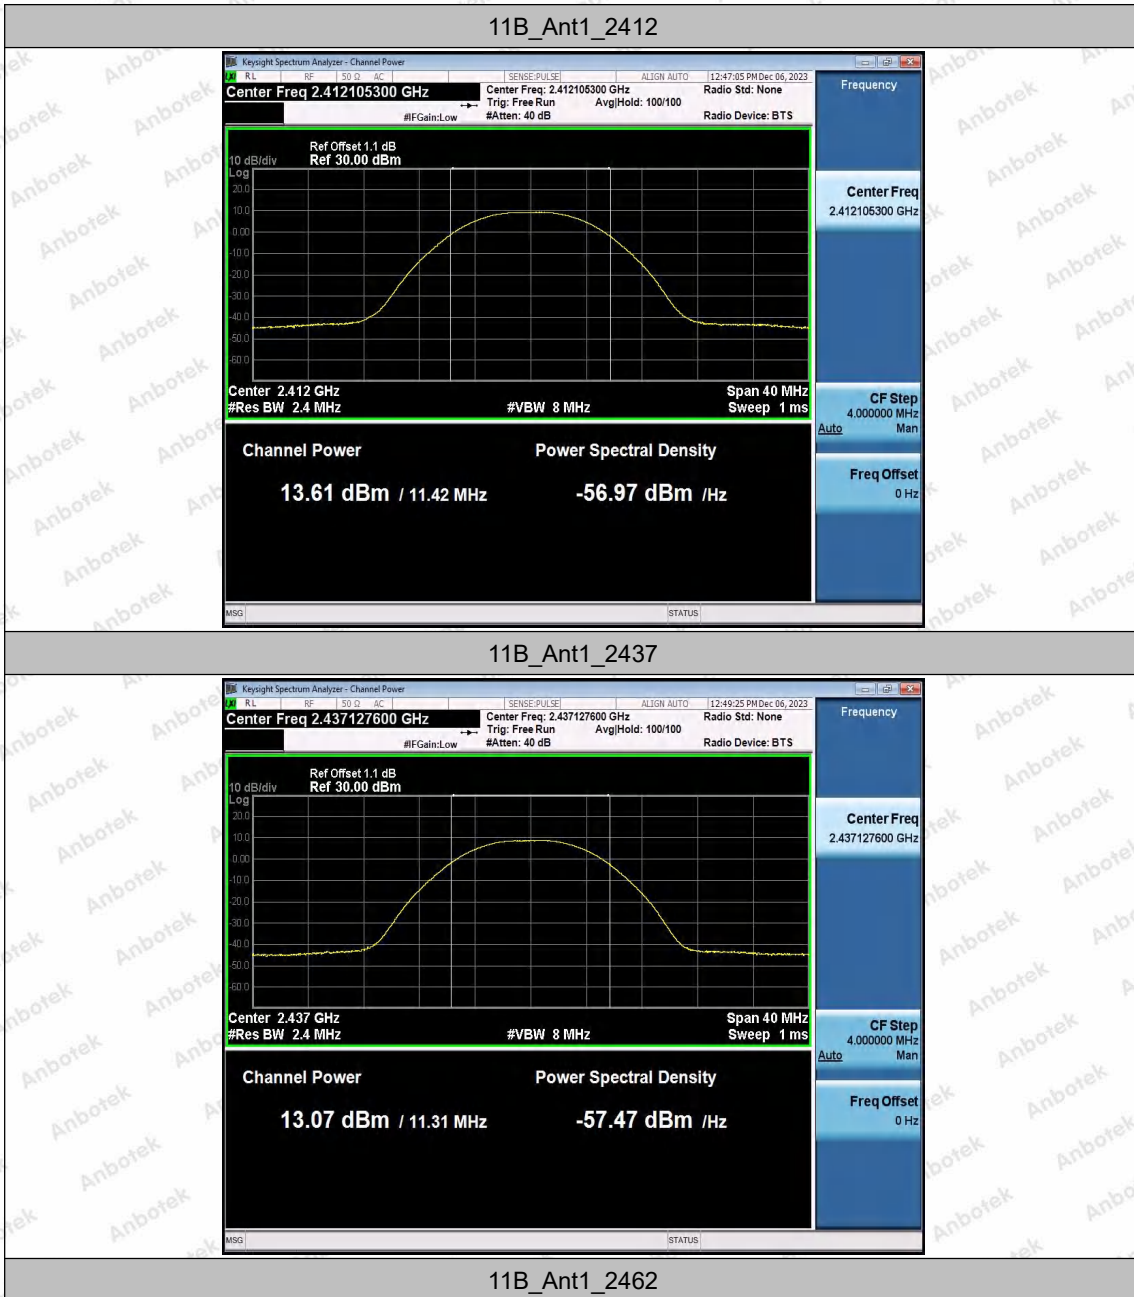 11B_Ant1_2412
Keysight Spectrum Analyzer - Channel Power
LXI RL RF 50 Ω AC SENSE:PULSE ALIGN AUTO 12:47:05 PM Dec 06, 2023
Center Freq 2.412105300 GHz
Center Freq: 2.412105300 GHz Radio Std: None
Trig: Free Run Avg|Hold: 100/100
#IFGain:Low #Atten: 40 dB Radio Device: BTS
Frequency
Ref Offset 1.1 dB
10 dB/div Ref 30.00 dBm
Log
20.0
10.0
0.00
-10.0
-20.0
-30.0
-40.0
-50.0
-60.0
Center 2.412 GHz Span 40 MHz
#Res BW 2.4 MHz #VBW 8 MHz Sweep 1 ms
Center Freq
2.412105300 GHz
CF Step
4.000000 MHz
Auto Man
Freq Offset
0 Hz
Channel Power Power Spectral Density
13.61 dBm / 11.42 MHz -56.97 dBm /Hz
MSG STATUS
11B_Ant1_2437
Keysight Spectrum Analyzer - Channel Power
LXI RL RF 50 Ω AC SENSE:PULSE ALIGN AUTO 12:49:25 PM Dec 06, 2023
Center Freq 2.437127600 GHz
Center Freq: 2.437127600 GHz Radio Std: None
Trig: Free Run Avg|Hold: 100/100
#IFGain:Low #Atten: 40 dB Radio Device: BTS
Frequency
Ref Offset 1.1 dB
10 dB/div Ref 30.00 dBm
Log
20.0
10.0
0.00
-10.0
-20.0
-30.0
-40.0
-50.0
-60.0
Center 2.437 GHz Span 40 MHz
#Res BW 2.4 MHz #VBW 8 MHz Sweep 1 ms
Center Freq
2.437127600 GHz
CF Step
4.000000 MHz
Auto Man
Freq Offset
0 Hz
Channel Power Power Spectral Density
13.07 dBm / 11.31 MHz -57.47 dBm /Hz
MSG STATUS
11B_Ant1_2462
Anbotek